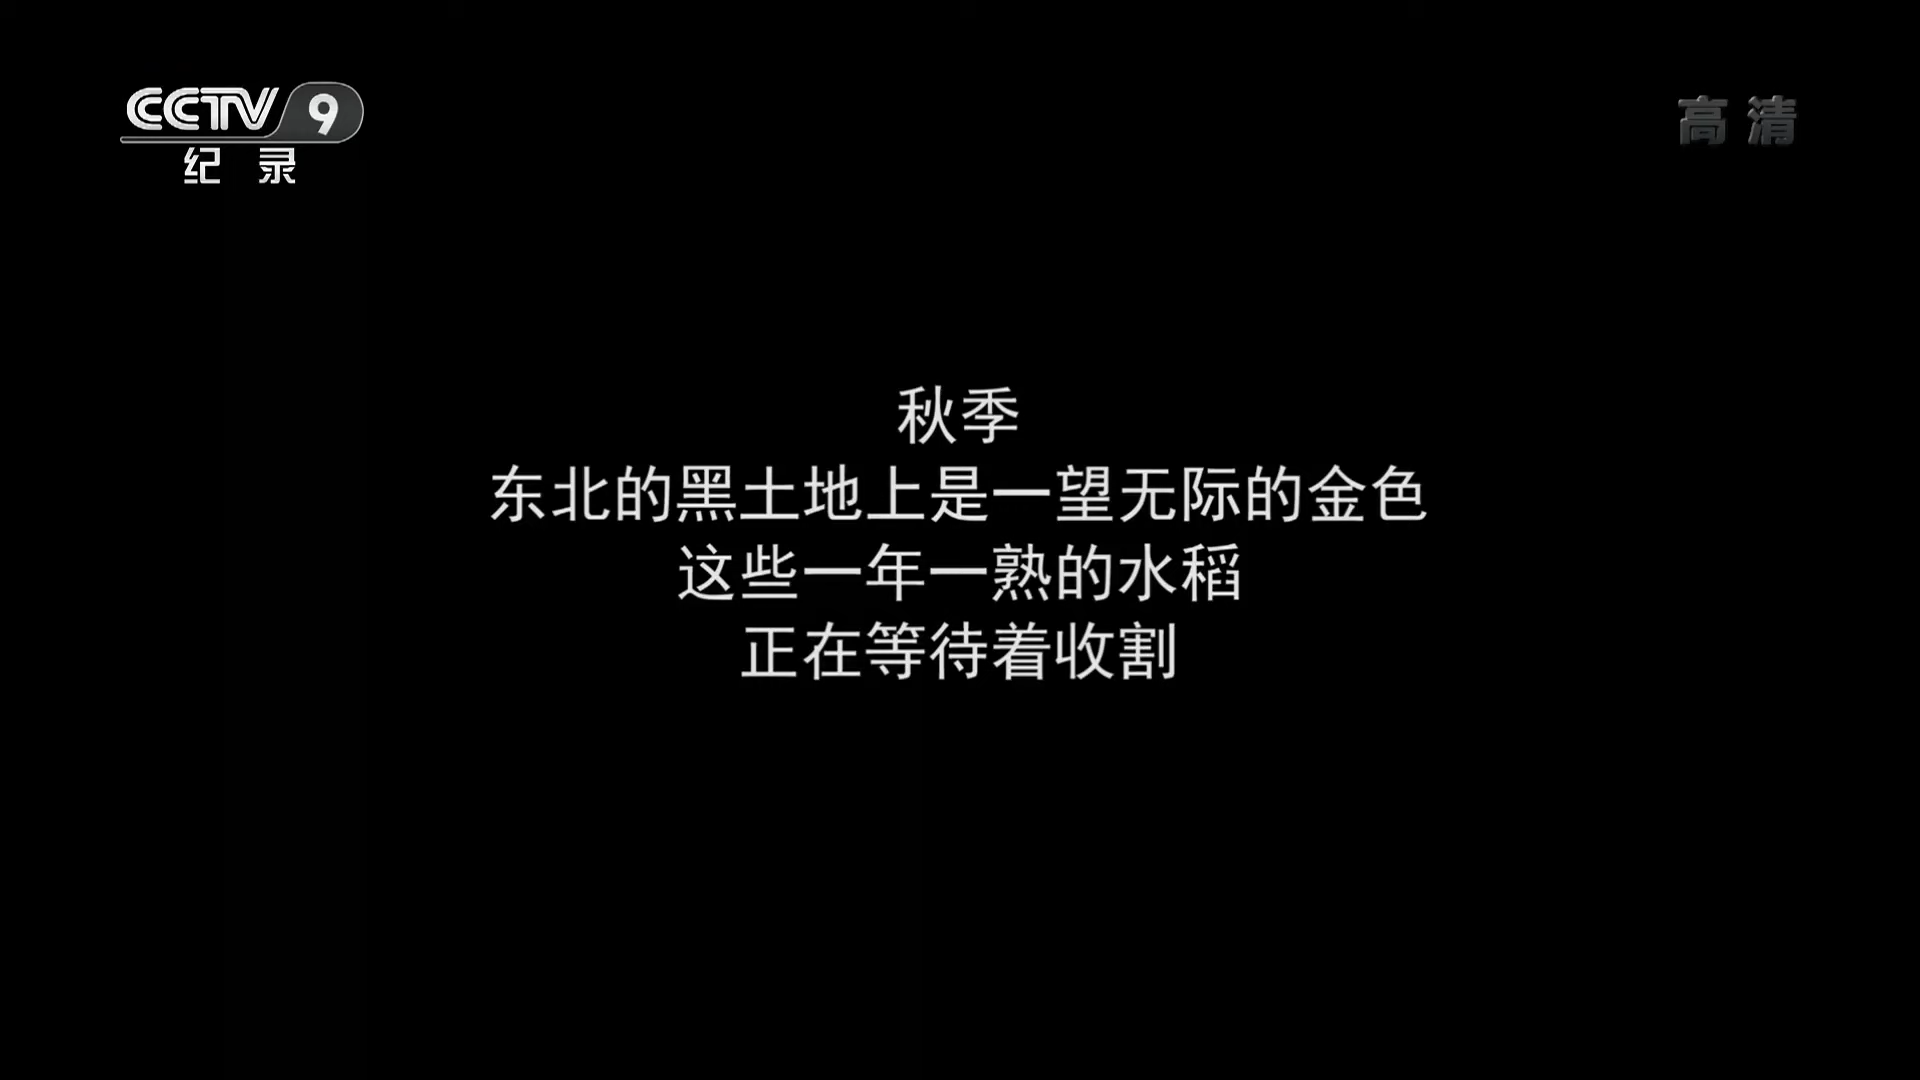 CCTV 9
纪 录
高 清
秋季
东北的黑土地上是一望无际的金色
这些一年一熟的水稻
正在等待着收割